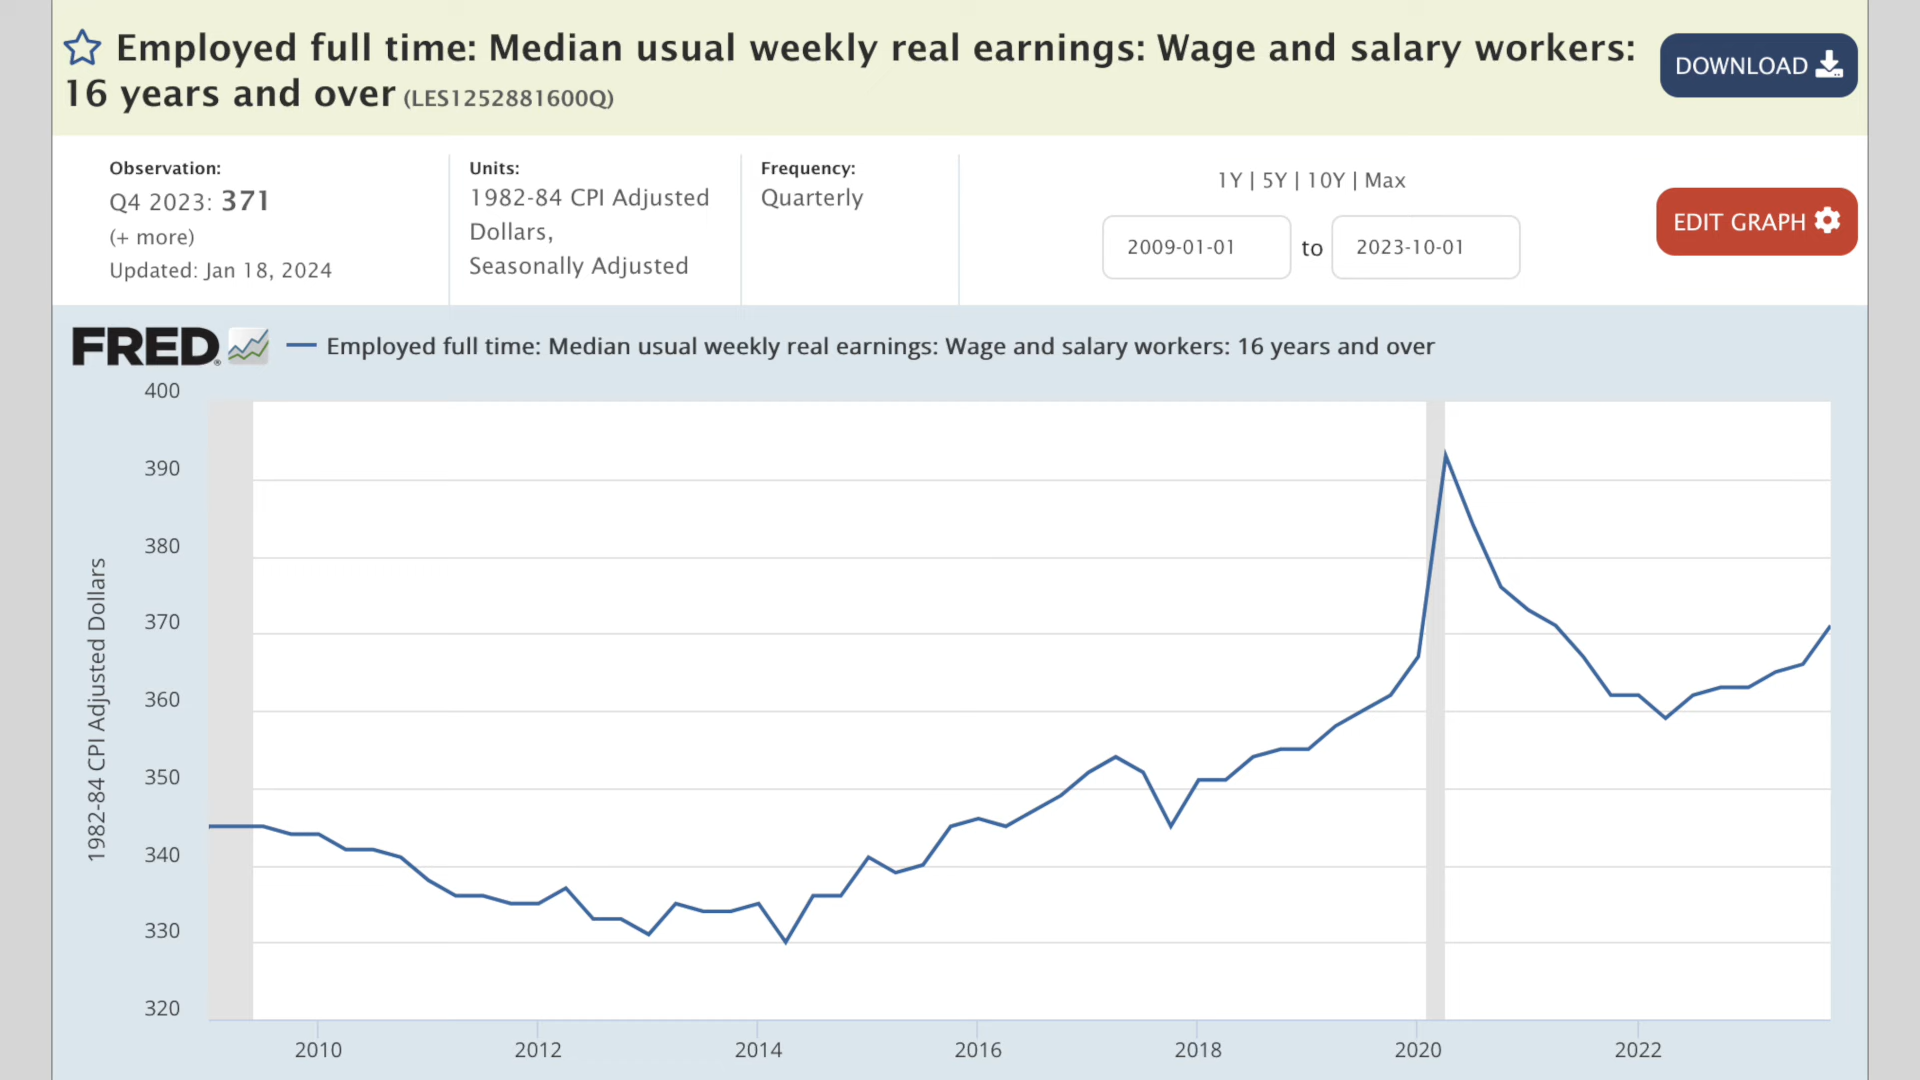 Employed full time: Median usual weekly real earnings: Wage and salary workers:
16 years and over (LES1252881600Q)
DOWNLOAD
Observation:
Q4 2023: 371
(+ more)
Updated: Jan 18, 2024
Units:
1982-84 CPI Adjusted
Dollars,
Seasonally Adjusted
Frequency:
Quarterly
1Y | 5Y | 10Y | Max
2009-01-01 to 2023-10-01
EDIT GRAPH
FRED
Employed full time: Median usual weekly real earnings: Wage and salary workers: 16 years and over
1982-84 CPI Adjusted Dollars
400
390
380
370
360
350
340
330
320
2010 2012 2014 2016 2018 2020 2022